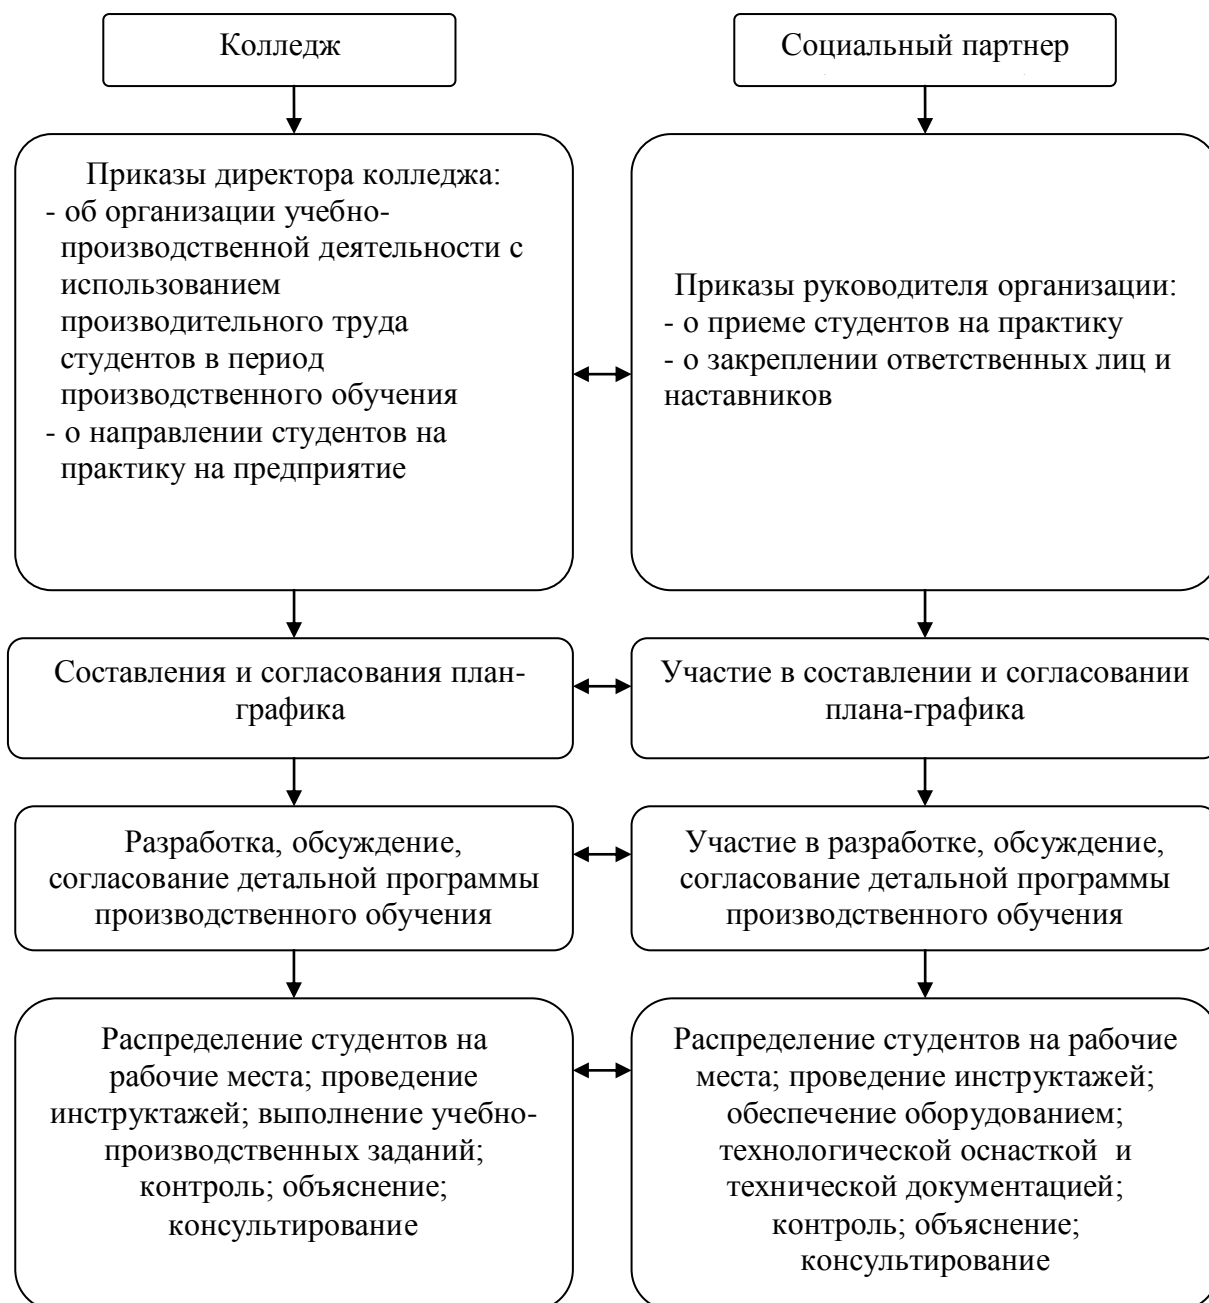 Колледж
Социальный партнер
Приказы директора колледжа:
- об организации учебно-
производственной деятельности с
использованием
производительного труда
студентов в период
производственного обучения
- о направлении студентов на
практику на предприятие
Приказы руководителя организации:
- о приеме студентов на практику
- о закреплении ответственных лиц и
наставников
Составления и согласования план-
графика
Участие в составлении и согласовании
плана-графика
Разработка, обсуждение,
согласование детальной программы
производственного обучения
Участие в разработке, обсуждение,
согласование детальной программы
производственного обучения
Распределение студентов на
рабочие места; проведение
инструктажей; выполнение учебно-
производственных заданий;
контроль; объяснение;
консультирование
Распределение студентов на рабочие
места; проведение инструктажей;
обеспечение оборудованием;
технологической оснасткой и
технической документацией;
контроль; объяснение;
консультирование